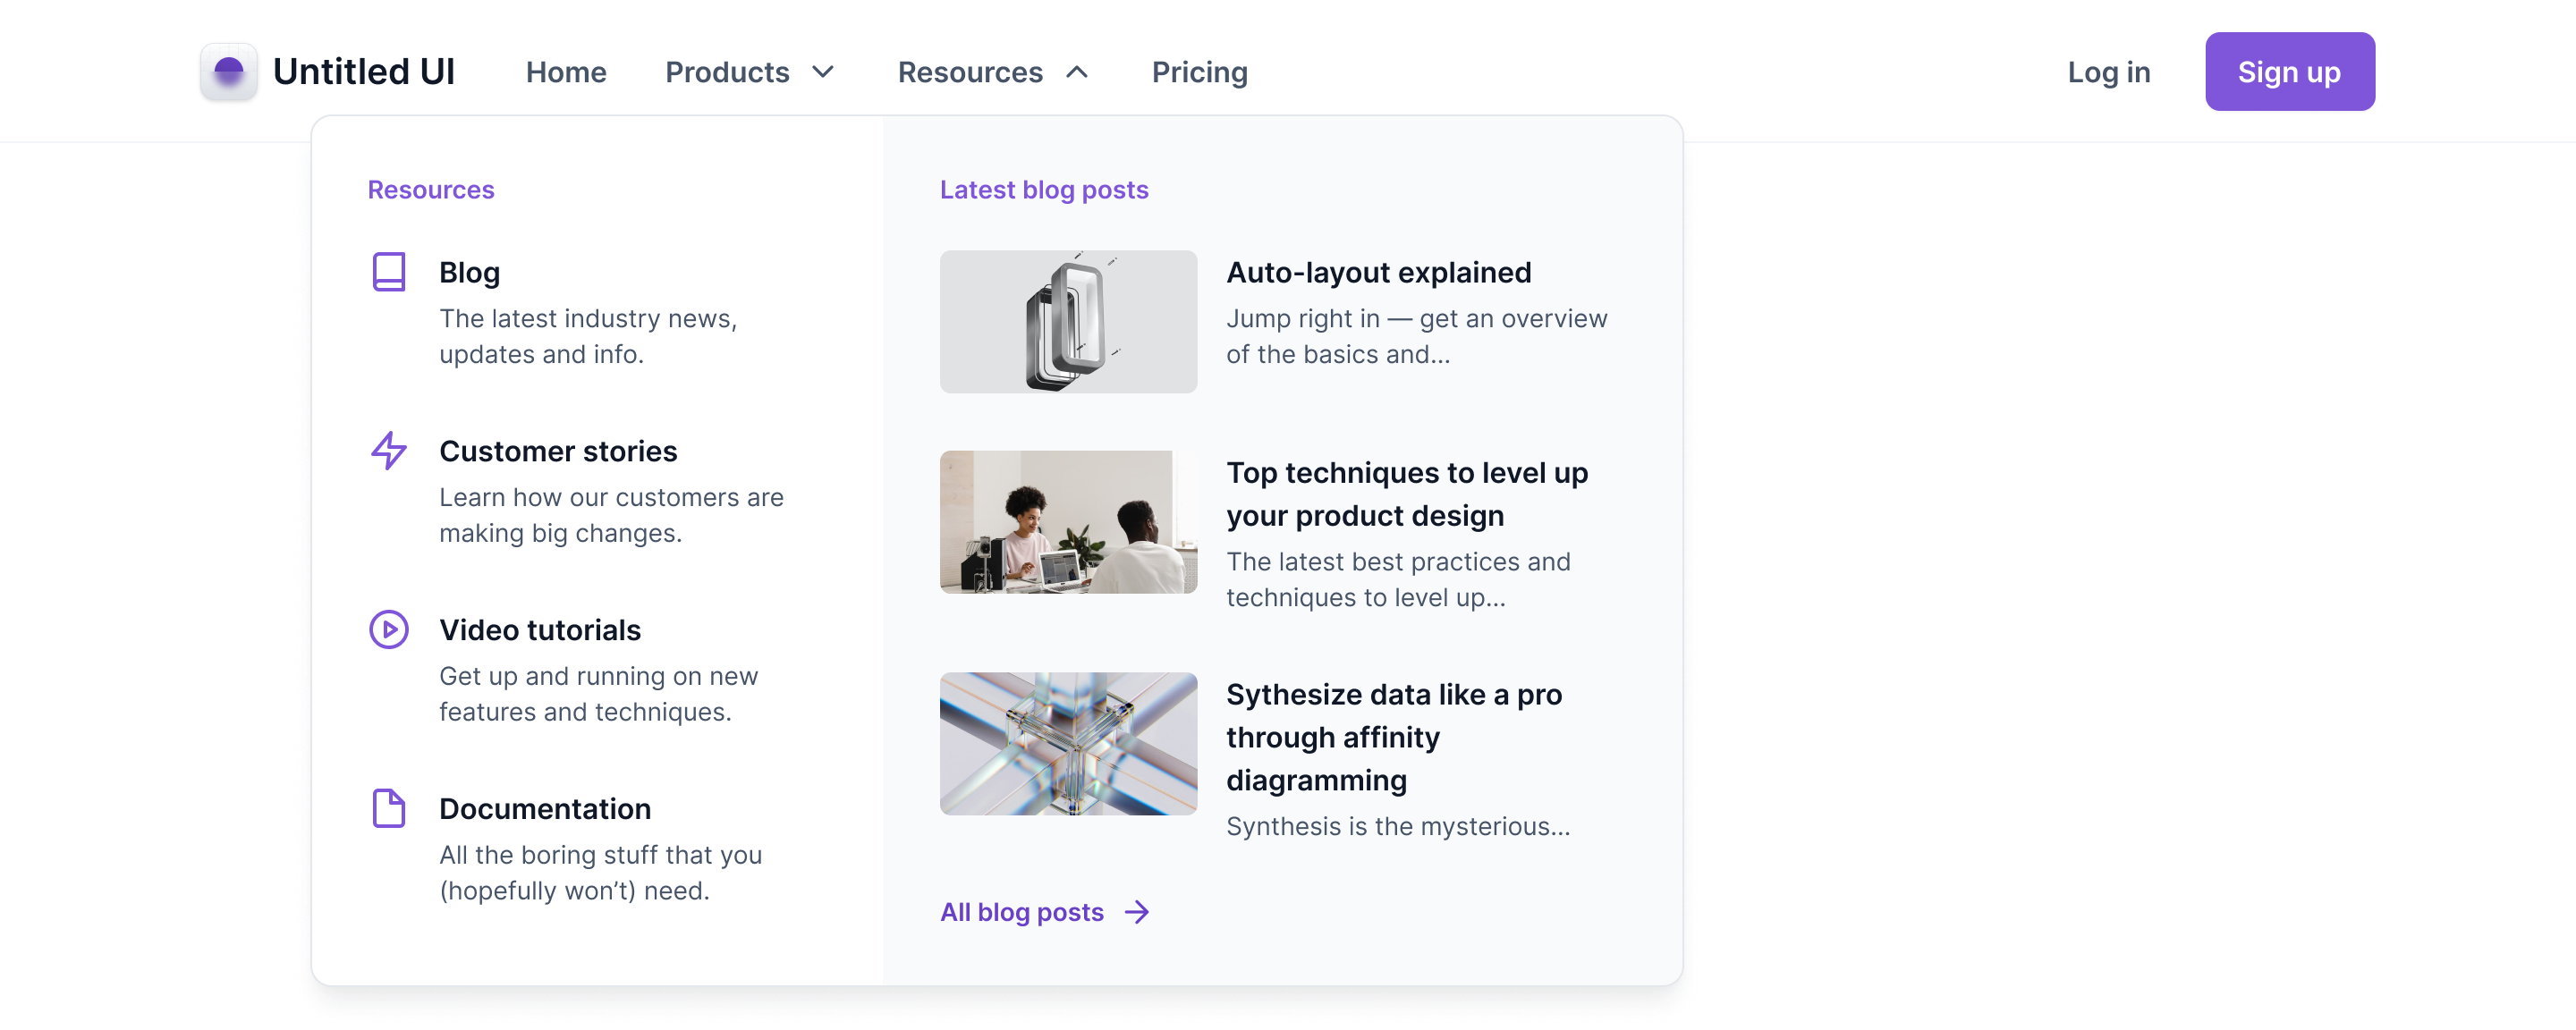 Untitled UI
Home
Products
Resources
Pricing
Log in
Sign up
Resources
Blog
The latest industry news,
updates and info.
Customer stories
Learn how our customers are
making big changes.
Video tutorials
Get up and running on new
features and techniques.
Documentation
All the boring stuff that you
(hopefully won’t) need.
Latest blog posts
Auto-layout explained
Jump right in — get an overview
of the basics and...
Top techniques to level up
your product design
The latest best practices and
techniques to level up...
Sythesize data like a pro
through affinity
diagramming
Synthesis is the mysterious...
All blog posts